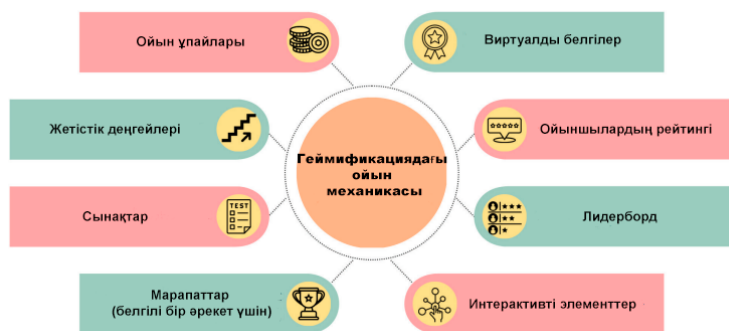 Ойын ұпайлары
Виртуалды белгілер
Жетістік деңгейлері
Ойыншылардың рейтингі
Геймификациядағы
ойын
механикасы
Сынақтар
TEST
Лидерборд
Марапаттар
(белгілі бір әрекет үшін)
Интерактивті элементтер